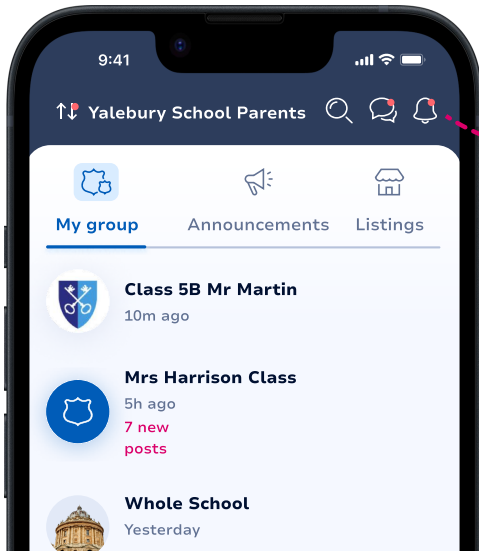 9:41
Yalebury School Parents
My group Announcements Listings
Class 5B Mr Martin
10m ago
Mrs Harrison Class
5h ago
7 new
posts
Whole School
Yesterday